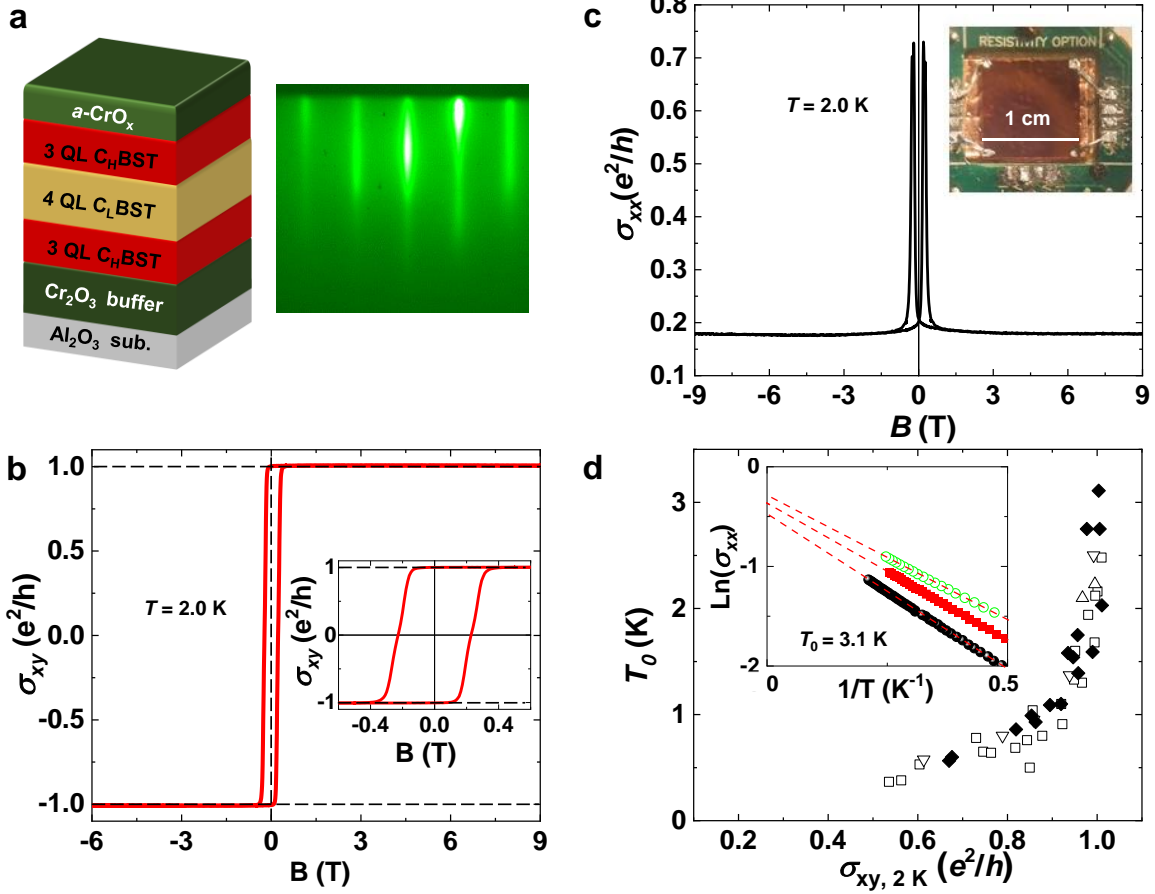 a
a-CrOₓ
3 QL C_HBST
4 QL C_LBST
3 QL C_HBST
Cr₂O₃ buffer
Al₂O₃ sub.
b
σxy (e²/h)
1.0
0.5
0.0
-0.5
-1.0
T = 2.0 K
-6 -3 0 3 6 9
B (T)
σxy (e²/h)
1
0
-1
-0.4 0.0 0.4
B (T)
c
σxx(e²/h)
0.8
0.7
0.6
0.5
0.4
0.3
0.2
0.1
T = 2.0 K
RESISTIVITY OPTION
1 cm
-9 -6 -3 0 3 6 9
B (T)
d
T₀ (K)
3
2
1
0
Ln(σxx)
0
-1
-2
T₀ = 3.1 K
0 0.5
1/T (K⁻¹)
0.2 0.4 0.6 0.8 1.0
σxy, 2 K (e²/h)